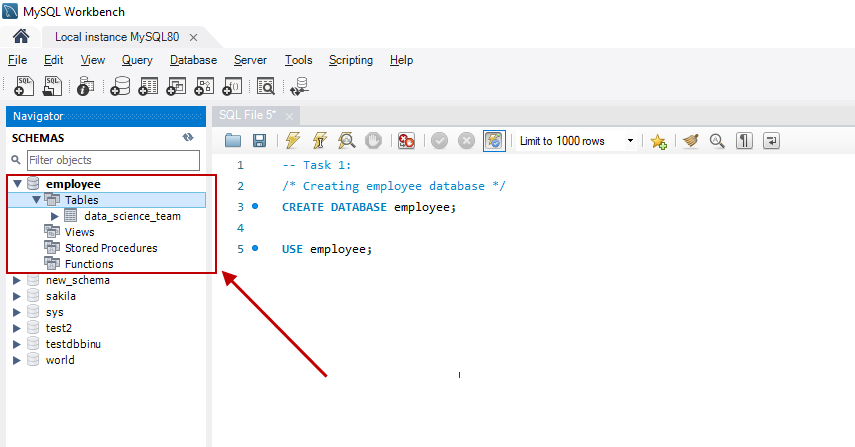 MySQL Workbench
Local instance MySQL80 ×
File Edit View Query Database Server Tools Scripting Help
Navigator
SCHEMAS
Filter objects
employee
Tables
data_science_team
Views
Stored Procedures
Functions
new_schema
sakila
sys
test2
testdbbinu
world
SQL File 5* ×
Limit to 1000 rows
1 -- Task 1:
2 /* Creating employee database */
3 CREATE DATABASE employee;
4
5 USE employee;